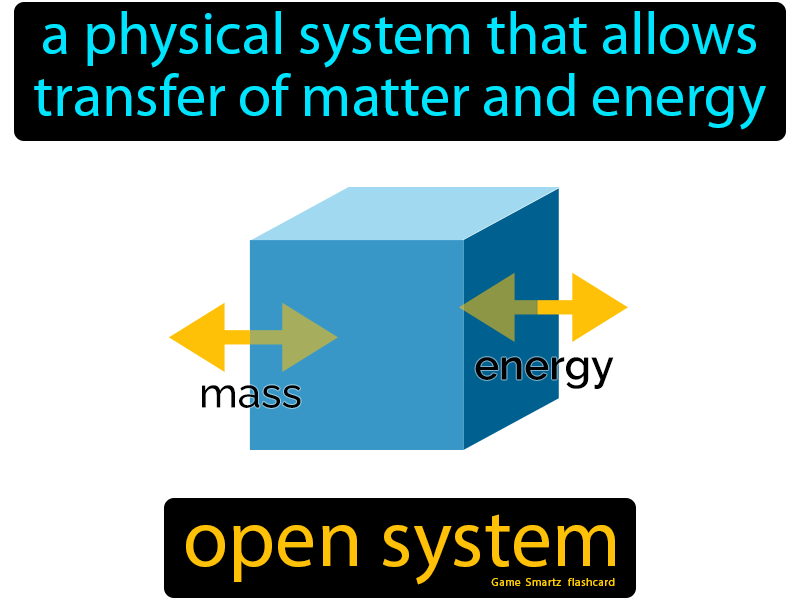 a physical system that allows
transfer of matter and energy
mass
energy
open system
Game Smartz flashcard